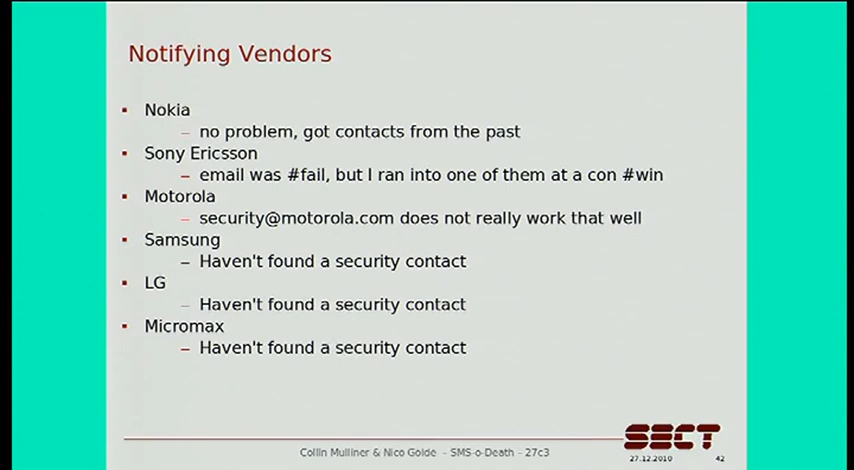 Notifying Vendors
▪ Nokia
– no problem, got contacts from the past
▪ Sony Ericsson
– email was #fail, but I ran into one of them at a con #win
▪ Motorola
– security@motorola.com does not really work that well
▪ Samsung
– Haven't found a security contact
▪ LG
– Haven't found a security contact
▪ Micromax
– Haven't found a security contact
SECT
Collin Mulliner & Nico Golde - SMS-o-Death - 27c3
27.12.2010 42